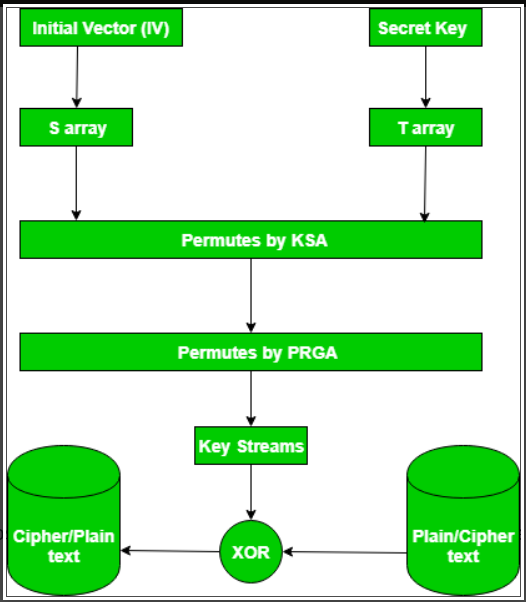 Initial Vector (IV)
Secret Key
S array
T array
Permutes by KSA
Permutes by PRGA
Key Streams
Cipher/Plain
text
XOR
Plain/Cipher
text